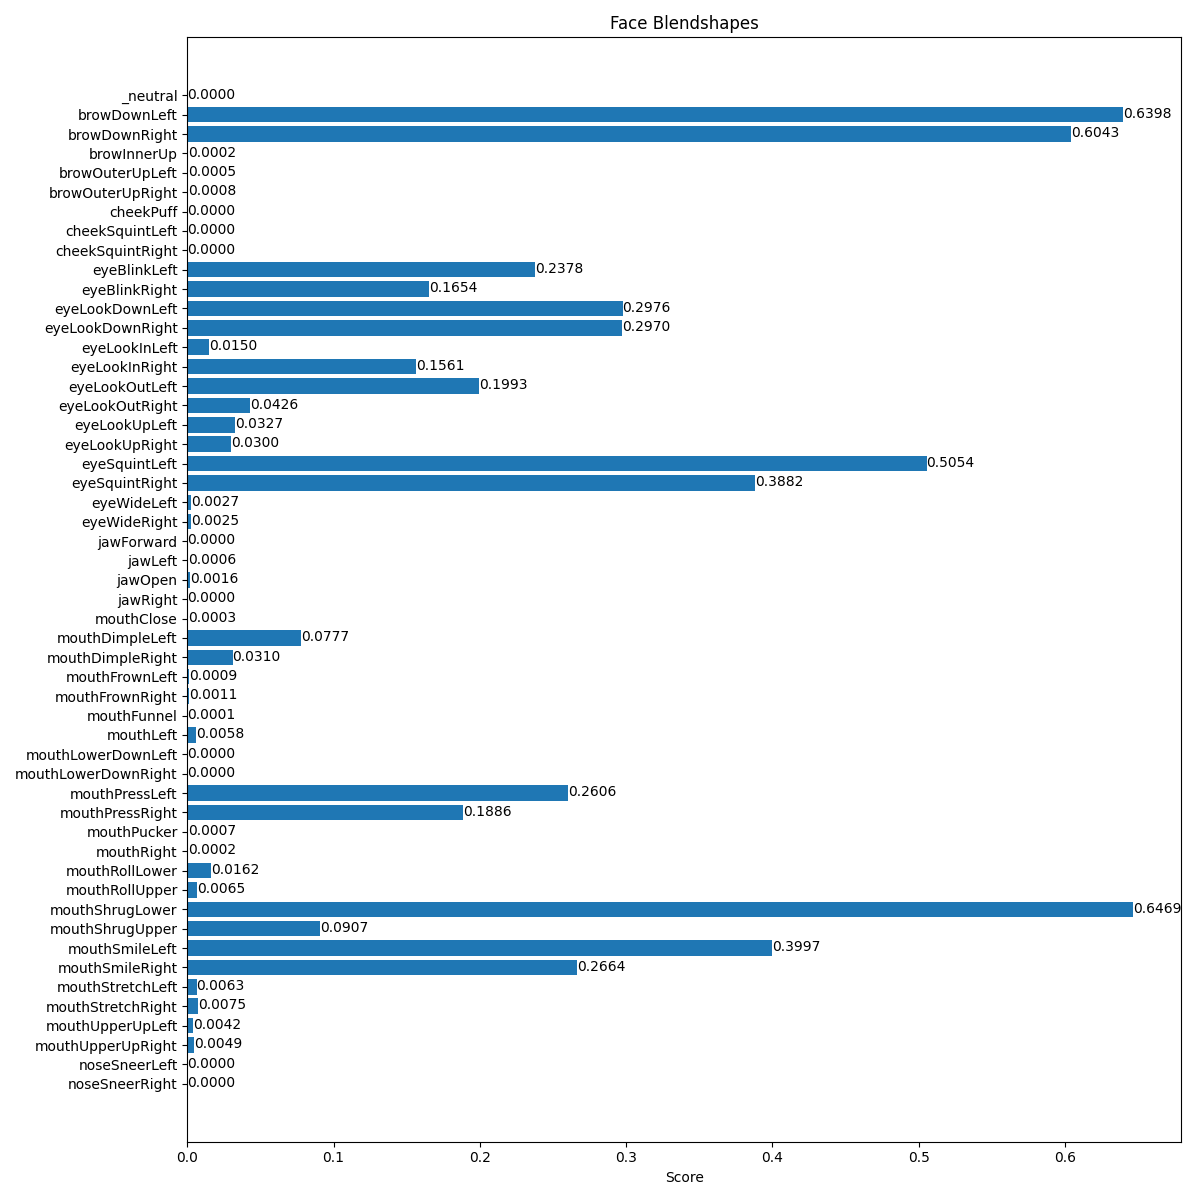 Face Blendshapes
_neutral 0.0000
browDownLeft 0.6398
browDownRight 0.6043
browInnerUp 0.0002
browOuterUpLeft 0.0005
browOuterUpRight 0.0008
cheekPuff 0.0000
cheekSquintLeft 0.0000
cheekSquintRight 0.0000
eyeBlinkLeft 0.2378
eyeBlinkRight 0.1654
eyeLookDownLeft 0.2976
eyeLookDownRight 0.2970
eyeLookInLeft 0.0150
eyeLookInRight 0.1561
eyeLookOutLeft 0.1993
eyeLookOutRight 0.0426
eyeLookUpLeft 0.0327
eyeLookUpRight 0.0300
eyeSquintLeft 0.5054
eyeSquintRight 0.3882
eyeWideLeft 0.0027
eyeWideRight 0.0025
jawForward 0.0000
jawLeft 0.0006
jawOpen 0.0016
jawRight 0.0000
mouthClose 0.0003
mouthDimpleLeft 0.0777
mouthDimpleRight 0.0310
mouthFrownLeft 0.0009
mouthFrownRight 0.0011
mouthFunnel 0.0001
mouthLeft 0.0058
mouthLowerDownLeft 0.0000
mouthLowerDownRight 0.0000
mouthPressLeft 0.2606
mouthPressRight 0.1886
mouthPucker 0.0007
mouthRight 0.0002
mouthRollLower 0.0162
mouthRollUpper 0.0065
mouthShrugLower 0.6469
mouthShrugUpper 0.0907
mouthSmileLeft 0.3997
mouthSmileRight 0.2664
mouthStretchLeft 0.0063
mouthStretchRight 0.0075
mouthUpperUpLeft 0.0042
mouthUpperUpRight 0.0049
noseSneerLeft 0.0000
noseSneerRight 0.0000
0.0 0.1 0.2 0.3 0.4 0.5 0.6
Score